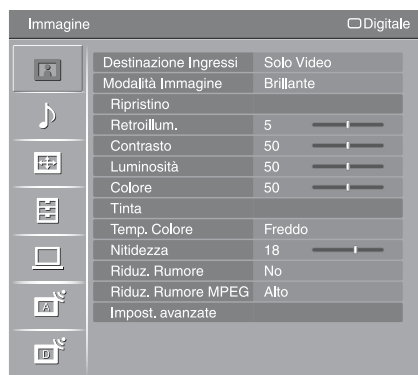 Immagine Digitale
Destinazione Ingressi Solo Video
Modalità Immagine Brillante
Ripristino
Retroillum. 5
Contrasto 50
Luminosità 50
Colore 50
Tinta
Temp. Colore Freddo
Nitidezza 18
Riduz. Rumore No
Riduz. Rumore MPEG Alto
Impost. avanzate
A
D